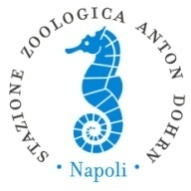 STAZIONE ZOOLOGICA ANTON DOHRN
• Napoli •